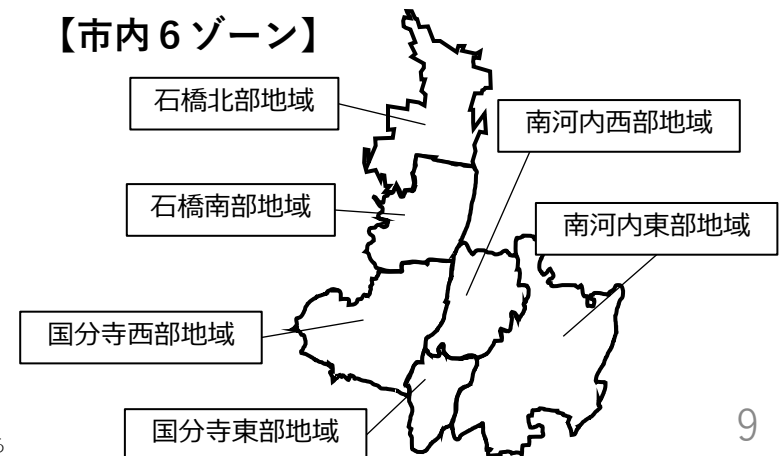 【市内６ゾーン】
石橋北部地域
南河内西部地域
石橋南部地域
南河内東部地域
国分寺西部地域
国分寺東部地域
9